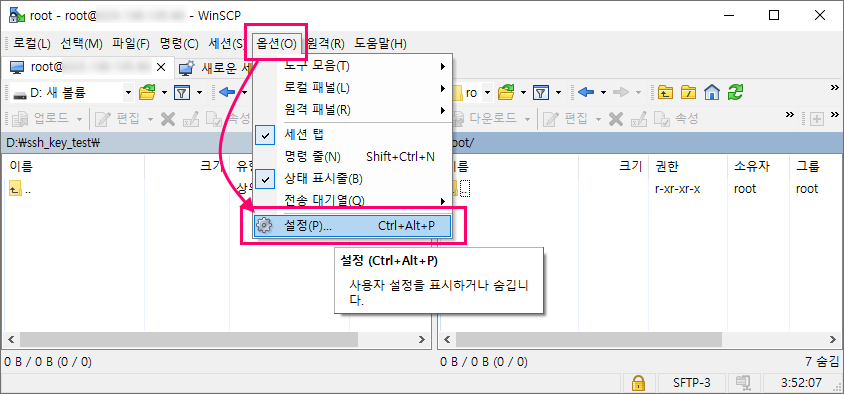 root - root@ - WinSCP
로컬(L) 선택(M) 파일(F) 명령(C) 세션(S 옵션(O) 원격(R) 도움말(H)
root@ × 새로운 세
D: 새 볼륨
ro
업로드 편집 속성
다운로드 편집 속성
D:₩ssh_key_test₩
oot/
이름 크기 유형
름 크기 권한 소유자 그룹
.. 상위
.. r-xr-xr-x root root
도구 모음(T)
로컬 패널(L)
원격 패널(R)
세션 탭
명령 줄(N) Shift+Ctrl+N
상태 표시줄(B)
전송 대기열(Q)
설정(P)... Ctrl+Alt+P
설정 (Ctrl+Alt+P)
사용자 설정을 표시하거나 숨깁니
다.
0 B / 0 B (0 / 0)
0 B / 0 B (0 / 0) 7 숨김
SFTP-3 3:52:07